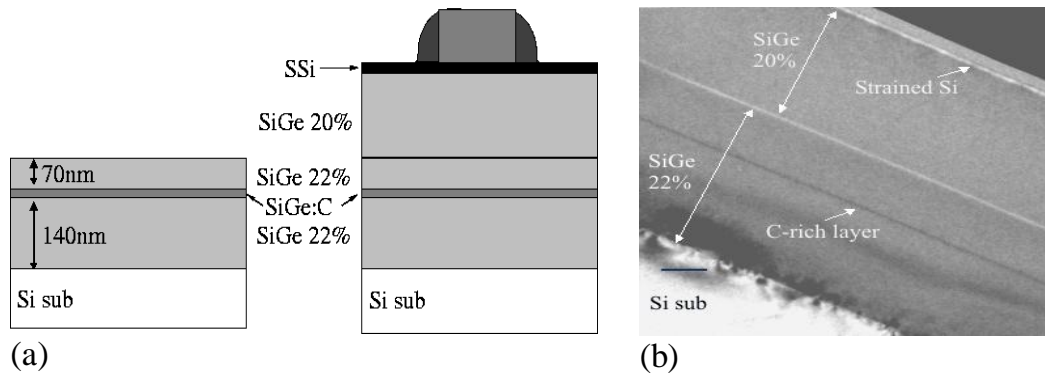 SSi
SiGe 20%
70nm
SiGe 22%
SiGe:C
140nm
SiGe 22%
Si sub
Si sub
(a)
SiGe
20%
Strained Si
SiGe
22%
C-rich layer
Si sub
(b)